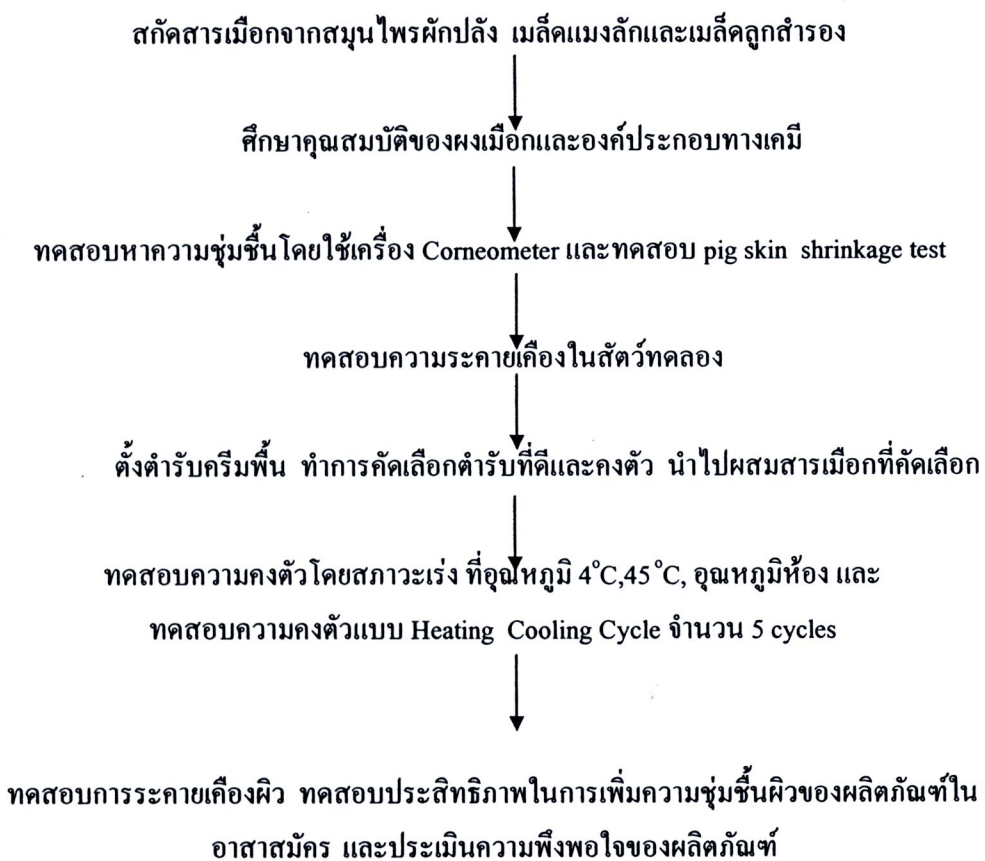 สกัดสารเมือกจากสมุนไพรผักปลัง เมล็ดแมงลักและเมล็ดลูกสำรอง
ศึกษาคุณสมบัติของผงเมือกและองค์ประกอบทางเคมี
ทดสอบหาความชุ่มชื้นโดยใช้เครื่อง Corneometer และทดสอบ pig skin shrinkage test
ทดสอบความระคายเคืองในสัตว์ทดลอง
ตั้งตำรับครีมพื้น ทำการคัดเลือกตำรับที่ดีและคงตัว นำไปผสมสารเมือกที่คัดเลือก
ทดสอบความคงตัวโดยสภาวะเร่ง ที่อุณหภูมิ 4°C,45°C, อุณหภูมิห้อง และ
ทดสอบความคงตัวแบบ Heating Cooling Cycle จำนวน 5 cycles
ทดสอบการระคายเคืองผิว ทดสอบประสิทธิภาพในการเพิ่มความชุ่มชื้นผิวของผลิตภัณฑ์ใน
อาสาสมัคร และประเมินความพึงพอใจของผลิตภัณฑ์